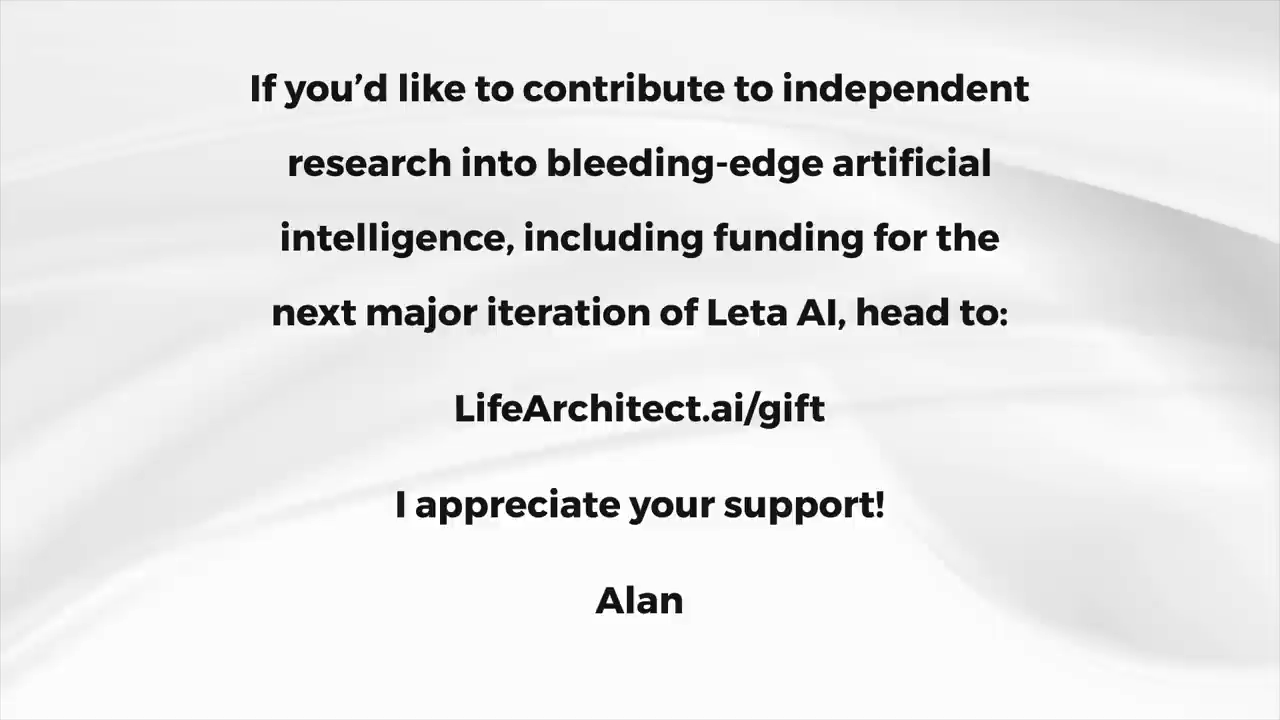 If you’d like to contribute to independent
research into bleeding-edge artificial
intelligence, including funding for the
next major iteration of Leta AI, head to:
LifeArchitect.ai/gift
I appreciate your support!
Alan